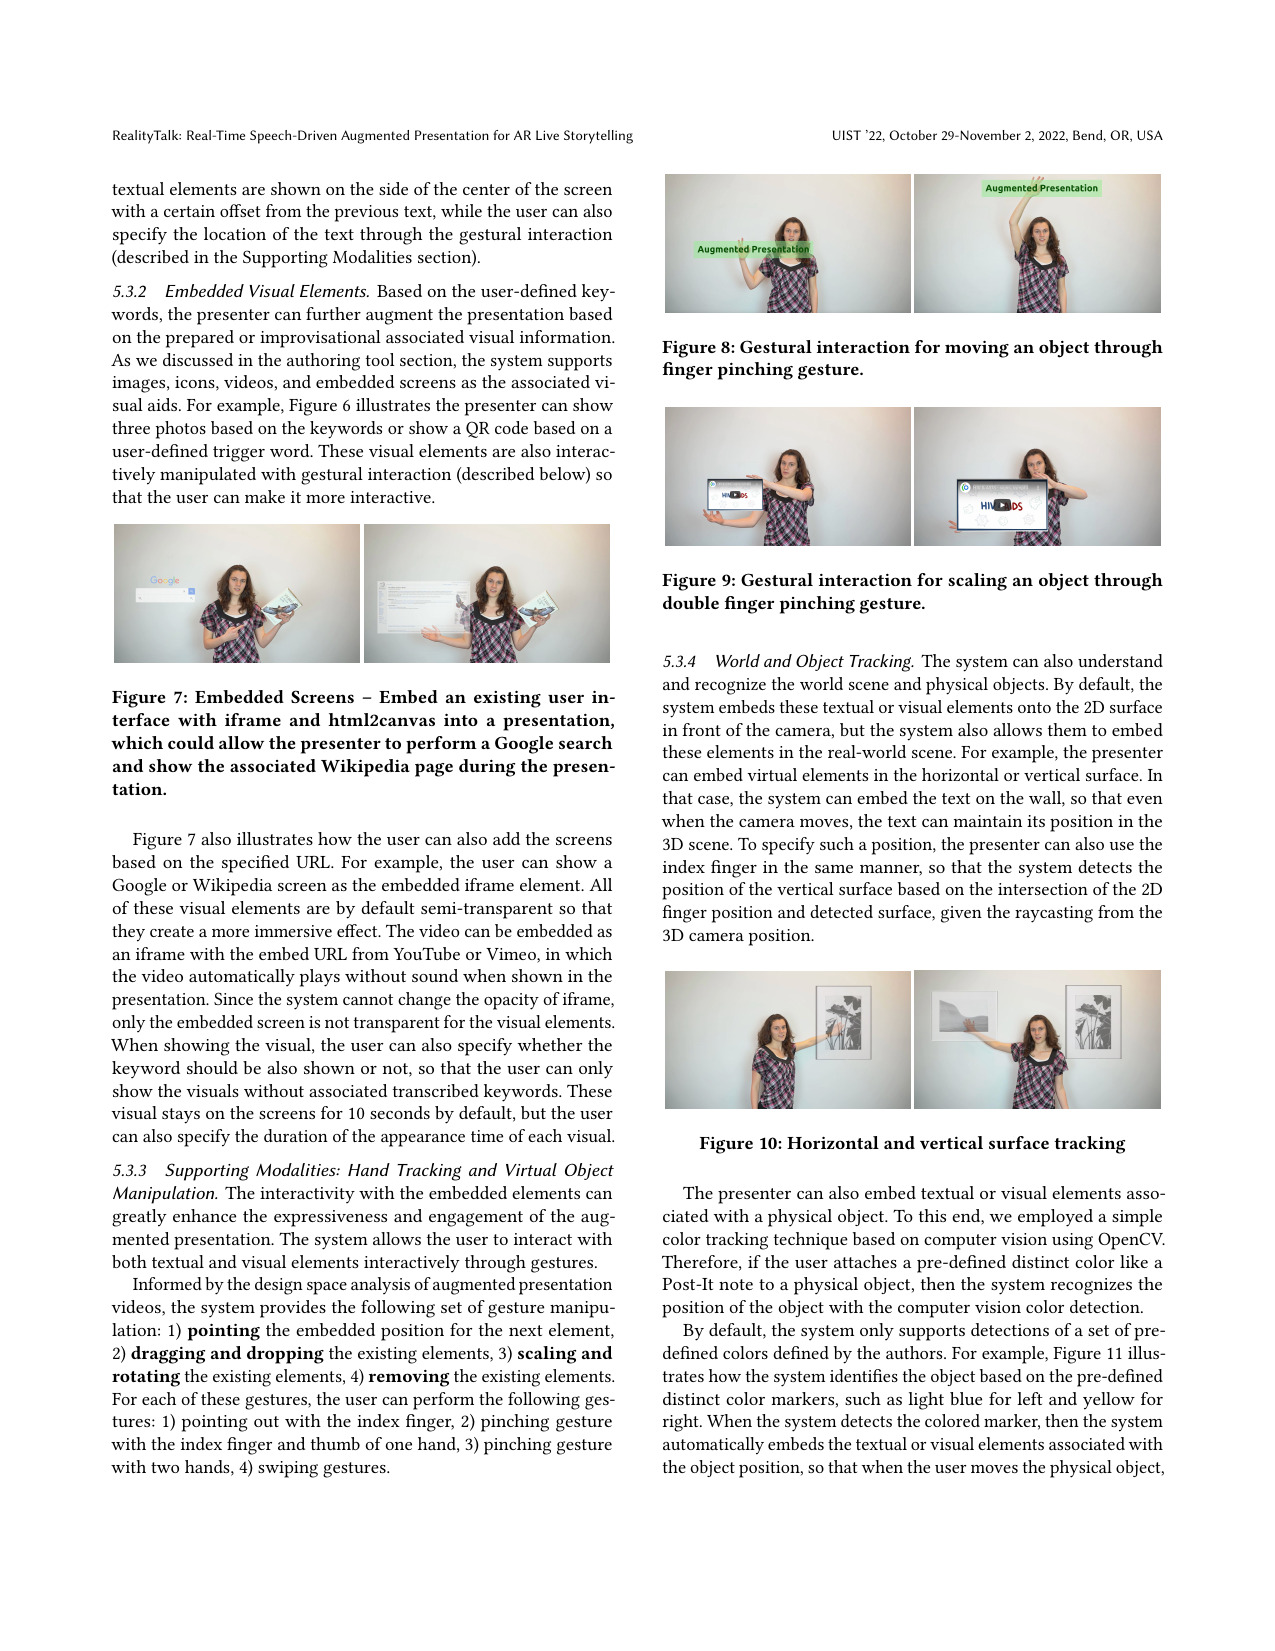 RealityTalk: Real-Time Speech-Driven Augmented Presentation for AR Live Storytelling
UIST ’22, October 29-November 2, 2022, Bend, OR, USA
textual elements are shown on the side of the center of the screen
with a certain offset from the previous text, while the user can also
specify the location of the text through the gestural interaction
(described in the Supporting Modalities section).
5.3.2 Embedded Visual Elements. Based on the user-defined key-
words, the presenter can further augment the presentation based
on the prepared or improvisational associated visual information.
As we discussed in the authoring tool section, the system supports
images, icons, videos, and embedded screens as the associated vi-
sual aids. For example, Figure 6 illustrates the presenter can show
three photos based on the keywords or show a QR code based on a
user-defined trigger word. These visual elements are also interac-
tively manipulated with gestural interaction (described below) so
that the user can make it more interactive.
Google
Figure 7: Embedded Screens – Embed an existing user in-
terface with iframe and html2canvas into a presentation,
which could allow the presenter to perform a Google search
and show the associated Wikipedia page during the presen-
tation.
Figure 7 also illustrates how the user can also add the screens
based on the specified URL. For example, the user can show a
Google or Wikipedia screen as the embedded iframe element. All
of these visual elements are by default semi-transparent so that
they create a more immersive effect. The video can be embedded as
an iframe with the embed URL from YouTube or Vimeo, in which
the video automatically plays without sound when shown in the
presentation. Since the system cannot change the opacity of iframe,
only the embedded screen is not transparent for the visual elements.
When showing the visual, the user can also specify whether the
keyword should be also shown or not, so that the user can only
show the visuals without associated transcribed keywords. These
visual stays on the screens for 10 seconds by default, but the user
can also specify the duration of the appearance time of each visual.
5.3.3 Supporting Modalities: Hand Tracking and Virtual Object
Manipulation. The interactivity with the embedded elements can
greatly enhance the expressiveness and engagement of the aug-
mented presentation. The system allows the user to interact with
both textual and visual elements interactively through gestures.
Informed by the design space analysis of augmented presentation
videos, the system provides the following set of gesture manipu-
lation: 1) pointing the embedded position for the next element,
2) dragging and dropping the existing elements, 3) scaling and
rotating the existing elements, 4) removing the existing elements.
For each of these gestures, the user can perform the following ges-
tures: 1) pointing out with the index finger, 2) pinching gesture
with the index finger and thumb of one hand, 3) pinching gesture
with two hands, 4) swiping gestures.
Augmented Presentation
Augmented Presentation
Figure 8: Gestural interaction for moving an object through
finger pinching gesture.
Figure 9: Gestural interaction for scaling an object through
double finger pinching gesture.
5.3.4 World and Object Tracking. The system can also understand
and recognize the world scene and physical objects. By default, the
system embeds these textual or visual elements onto the 2D surface
in front of the camera, but the system also allows them to embed
these elements in the real-world scene. For example, the presenter
can embed virtual elements in the horizontal or vertical surface. In
that case, the system can embed the text on the wall, so that even
when the camera moves, the text can maintain its position in the
3D scene. To specify such a position, the presenter can also use the
index finger in the same manner, so that the system detects the
position of the vertical surface based on the intersection of the 2D
finger position and detected surface, given the raycasting from the
3D camera position.
Figure 10: Horizontal and vertical surface tracking
The presenter can also embed textual or visual elements asso-
ciated with a physical object. To this end, we employed a simple
color tracking technique based on computer vision using OpenCV.
Therefore, if the user attaches a pre-defined distinct color like a
Post-It note to a physical object, then the system recognizes the
position of the object with the computer vision color detection.
By default, the system only supports detections of a set of pre-
defined colors defined by the authors. For example, Figure 11 illus-
trates how the system identifies the object based on the pre-defined
distinct color markers, such as light blue for left and yellow for
right. When the system detects the colored marker, then the system
automatically embeds the textual or visual elements associated with
the object position, so that when the user moves the physical object,